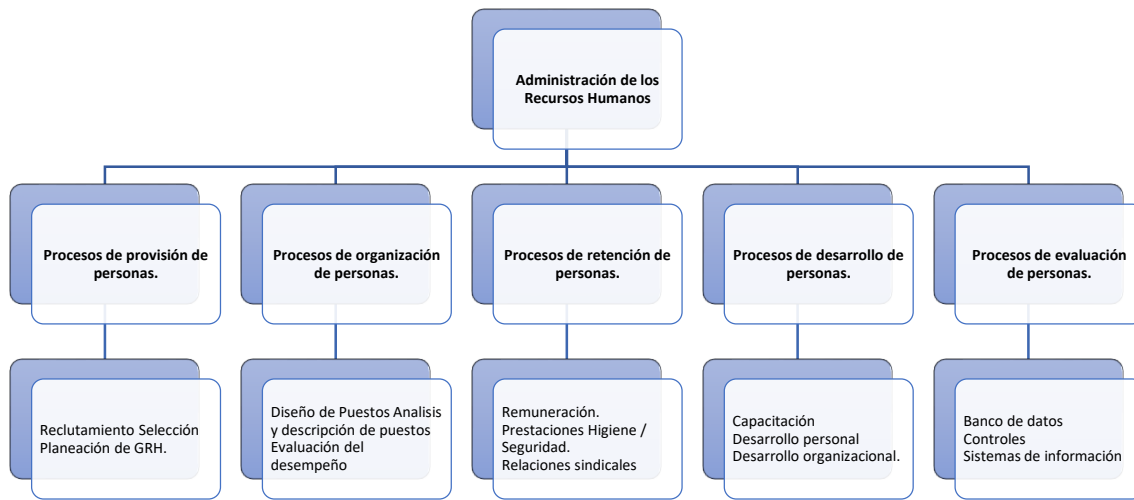 Administración de los
Recursos Humanos
Procesos de provisión de
personas.
Procesos de organización
de personas.
Procesos de retención de
personas.
Procesos de desarrollo de
personas.
Procesos de evaluación
de personas.
Reclutamiento Selección
Planeación de GRH.
Diseño de Puestos Analisis
y descripción de puestos
Evaluación del
desempeño
Remuneración.
Prestaciones Higiene /
Seguridad.
Relaciones sindicales
Capacitación
Desarrollo personal
Desarrollo organizacional.
Banco de datos
Controles
Sistemas de información